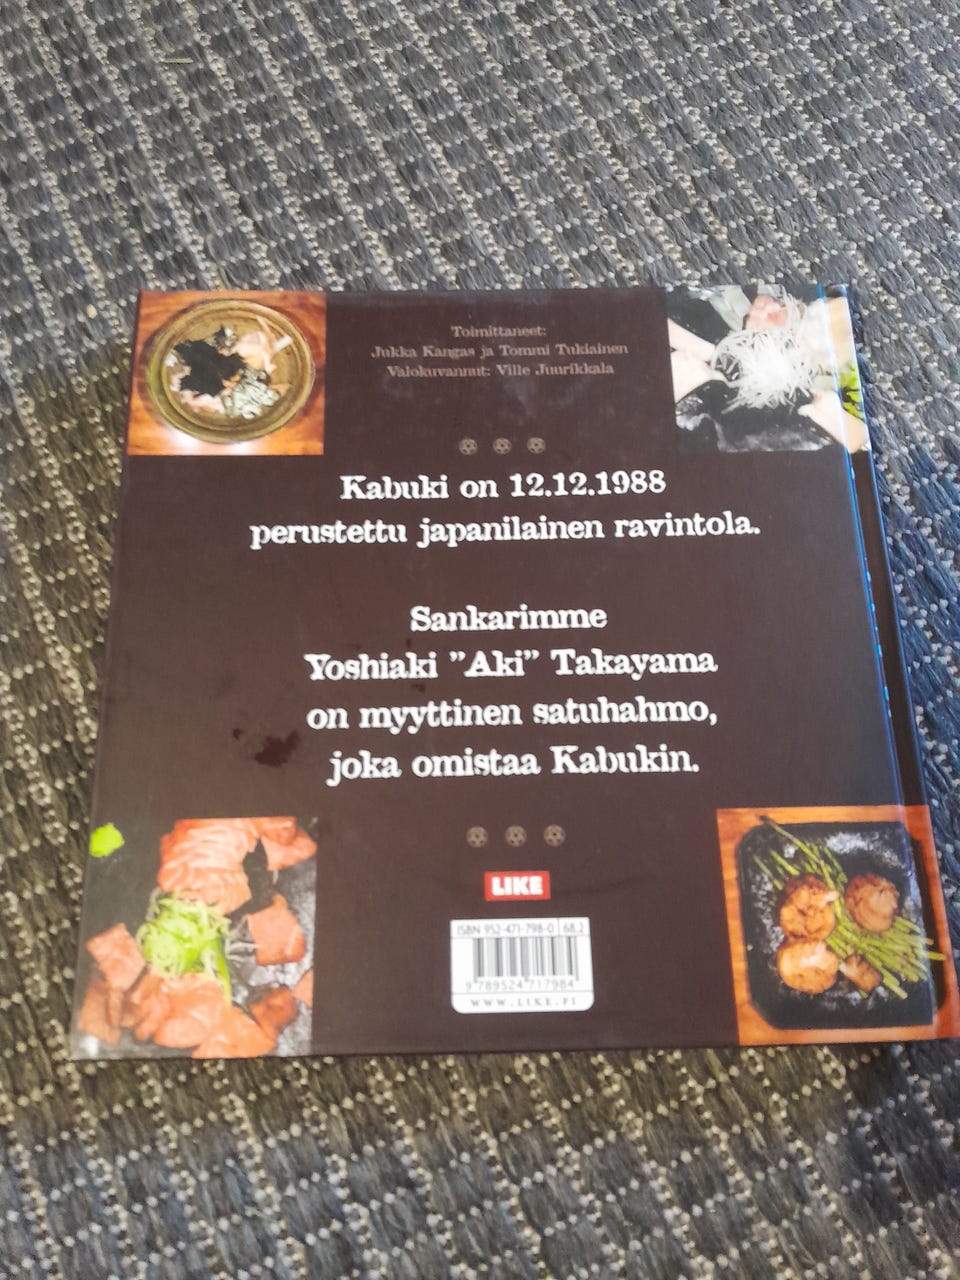 Toimittaneet:
Jukka Kangas ja Tommi Tukiainen
Valokuvannut: Ville Juurikkala
Kabuki on 12.12.1988
perustettu japanilainen ravintola.
Sankarimme
Yoshiaki ”Aki” Takayama
on myyttinen satuhahmo,
joka omistaa Kabukin.
LIKE
ISBN 952-471-798-0 68.2
9 789524 717984
WWW.LIKE.FI